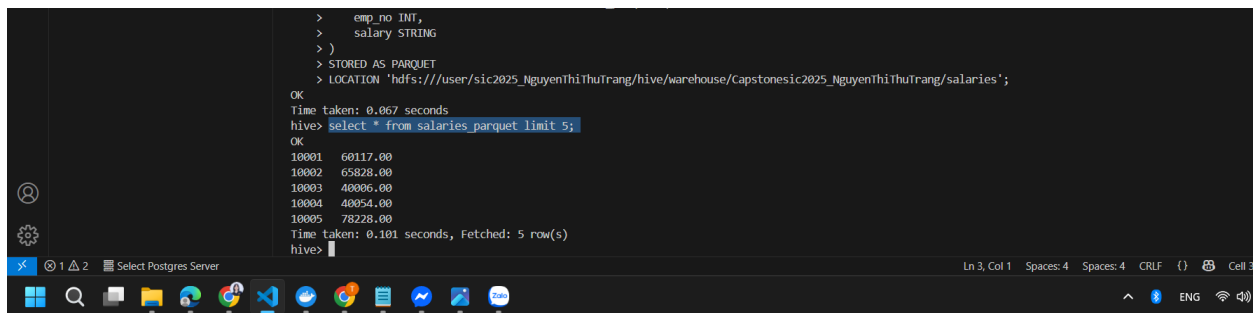 >     emp_no INT,
>     salary STRING
> )
> STORED AS PARQUET
> LOCATION 'hdfs:///user/sic2025_NguyenThiThuTrang/hive/warehouse/Capstonesic2025_NguyenThiThuTrang/salaries';
OK
Time taken: 0.067 seconds
hive> select * from salaries_parquet limit 5;
OK
10001   60117.00
10002   65828.00
10003   40006.00
10004   40054.00
10005   78228.00
Time taken: 0.101 seconds, Fetched: 5 row(s)
hive>
1 2 Select Postgres Server Ln 3, Col 1 Spaces: 4 Spaces: 4 CRLF {} Cell 3
Zalo ENG